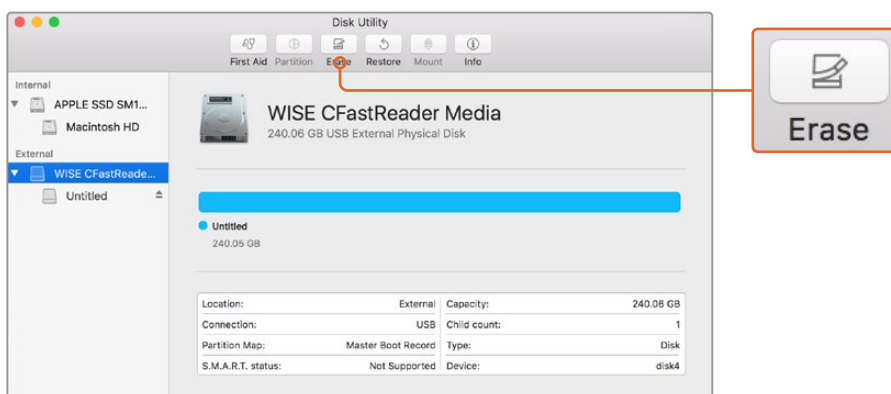 Disk Utility
First Aid Partition Erase Restore Mount Info
Erase
Internal
APPLE SSD SM1...
Macintosh HD
External
WISE CFastReade...
Untitled
WISE CFastReader Media
240.06 GB USB External Physical Disk
Untitled
240.05 GB
Location: External Capacity: 240.06 GB
Connection: USB Child count: 1
Partition Map: Master Boot Record Type: Disk
S.M.A.R.T. status: Not Supported Device: disk4